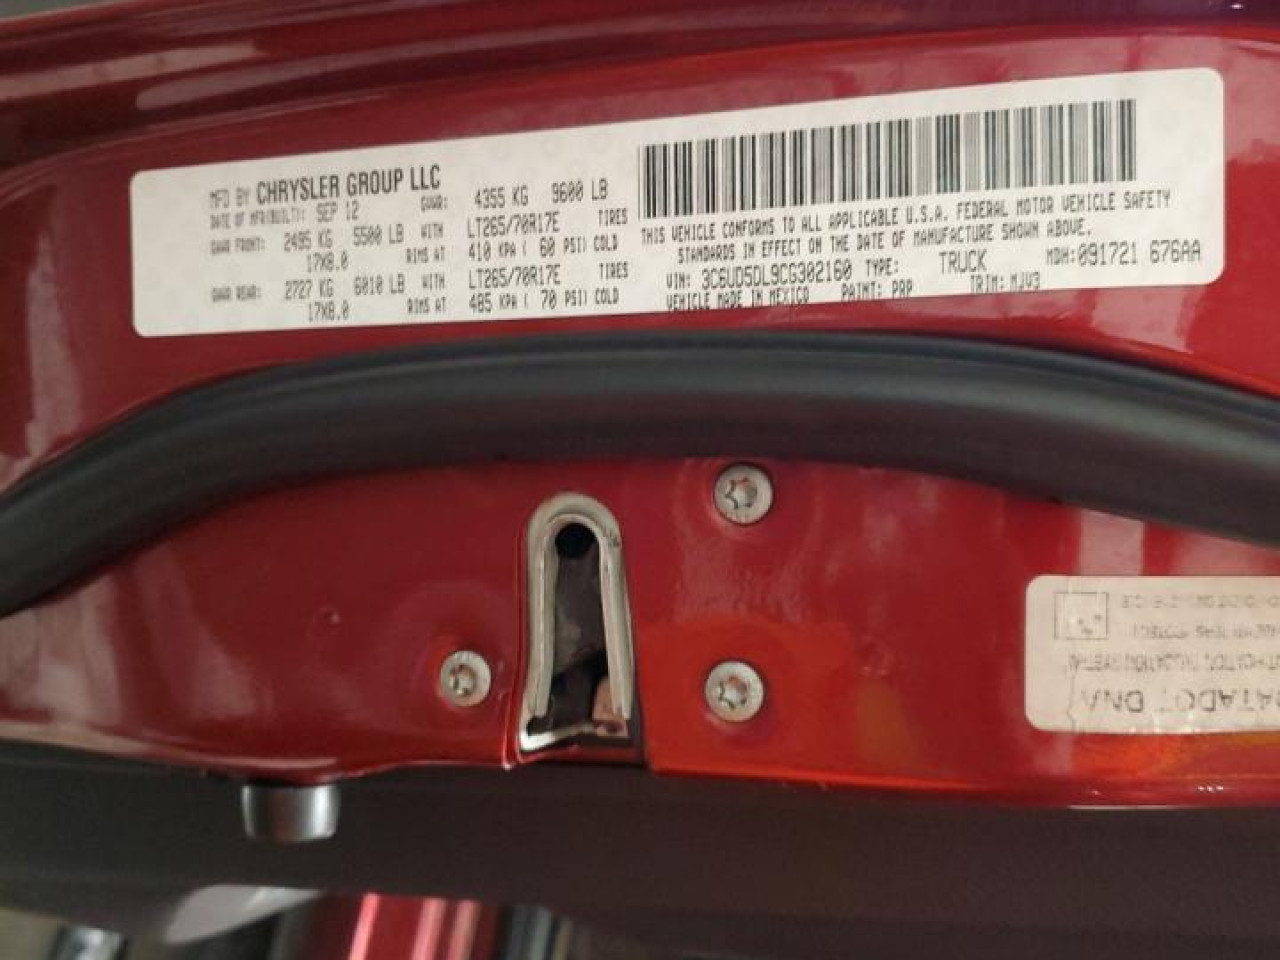 MFD BY CHRYSLER GROUP LLC
DATE OF MFR(BUILT): SEP 12 GVWR: 4355 KG 9600 LB
GAWR FRONT: 2495 KG 5500 LB WITH LT265/70R17E TIRES
17X8.0 RIMS AT 410 KPA ( 60 PSI) COLD
GAWR REAR: 2727 KG 6010 LB WITH LT265/70R17E TIRES
17X8.0 RIMS AT 485 KPA ( 70 PSI) COLD
THIS VEHICLE CONFORMS TO ALL APPLICABLE U.S.A. FEDERAL MOTOR VEHICLE SAFETY
STANDARDS IN EFFECT ON THE DATE OF MANUFACTURE SHOWN ABOVE.
MDH:091721 676AA
VIN: 3C6UD5DL9CG302160 TYPE: TRUCK
VEHICLE MADE IN MEXICO PAINT: PRP TRIM: MJV3
DATADOT DNA